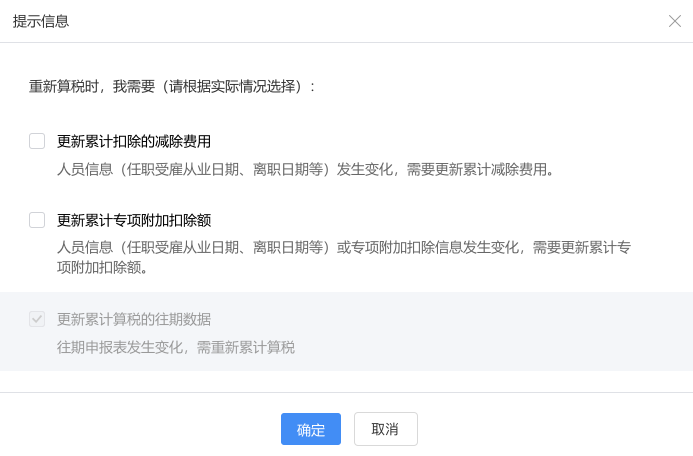 提示信息
重新算税时，我需要（请根据实际情况选择）：
更新累计扣除的减除费用
人员信息（任职受雇从业日期、离职日期等）发生变化，需要更新累计减除费用。
更新累计专项附加扣除额
人员信息（任职受雇从业日期、离职日期等）或专项附加扣除信息发生变化，需要更新累计专
项附加扣除额。
更新累计算税的往期数据
往期申报表发生变化，需重新累计算税
确定
取消